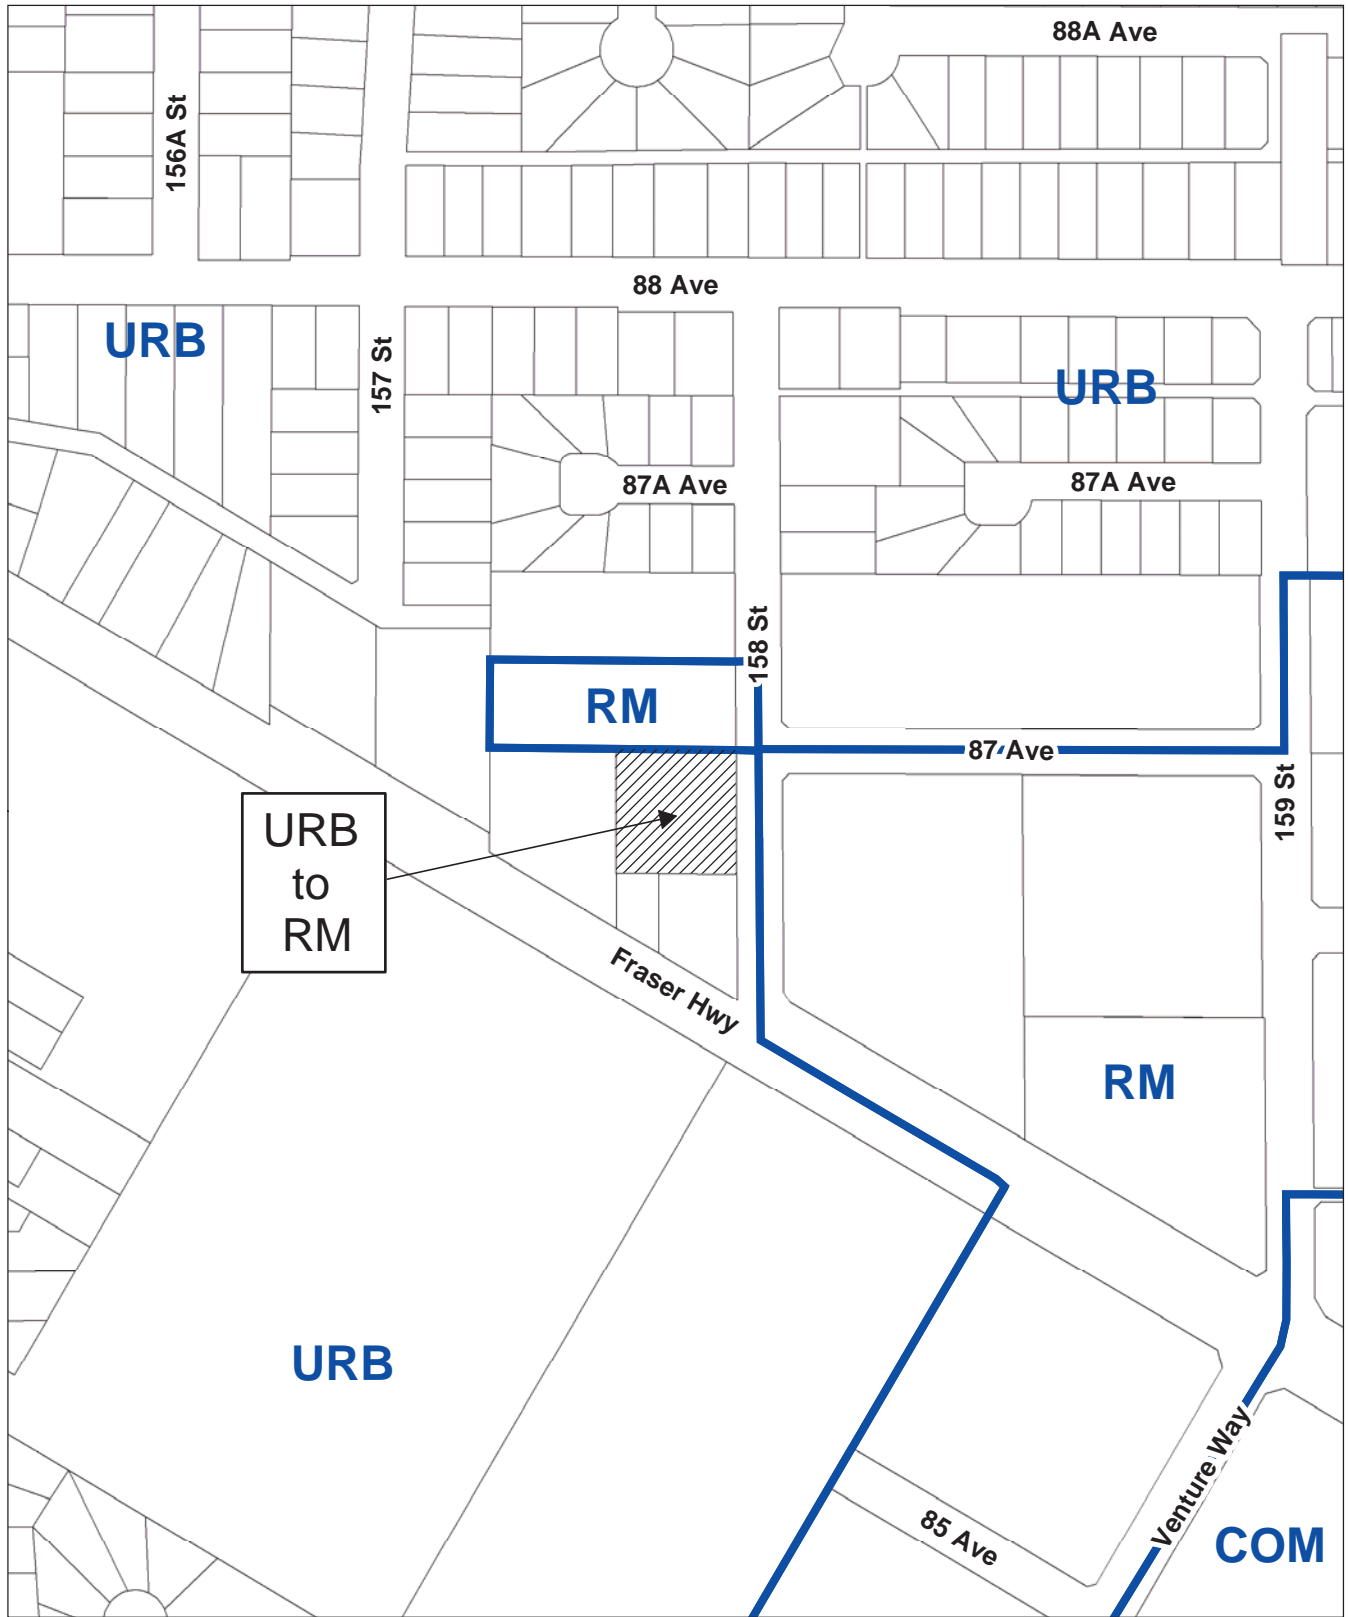 88A Ave
156A St
88 Ave
URB
157 St
URB
87A Ave
87A Ave
158 St
RM
87 Ave
159 St
URB
to
RM
Fraser Hwy
RM
URB
Venture Way
85 Ave
COM